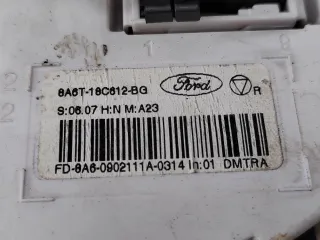 1
2
2
8A6T-18C612-BG
Ford
R
S:06.07 H:N M:A23
FD-8A6-0902111A-0314 In:01 DMTRA